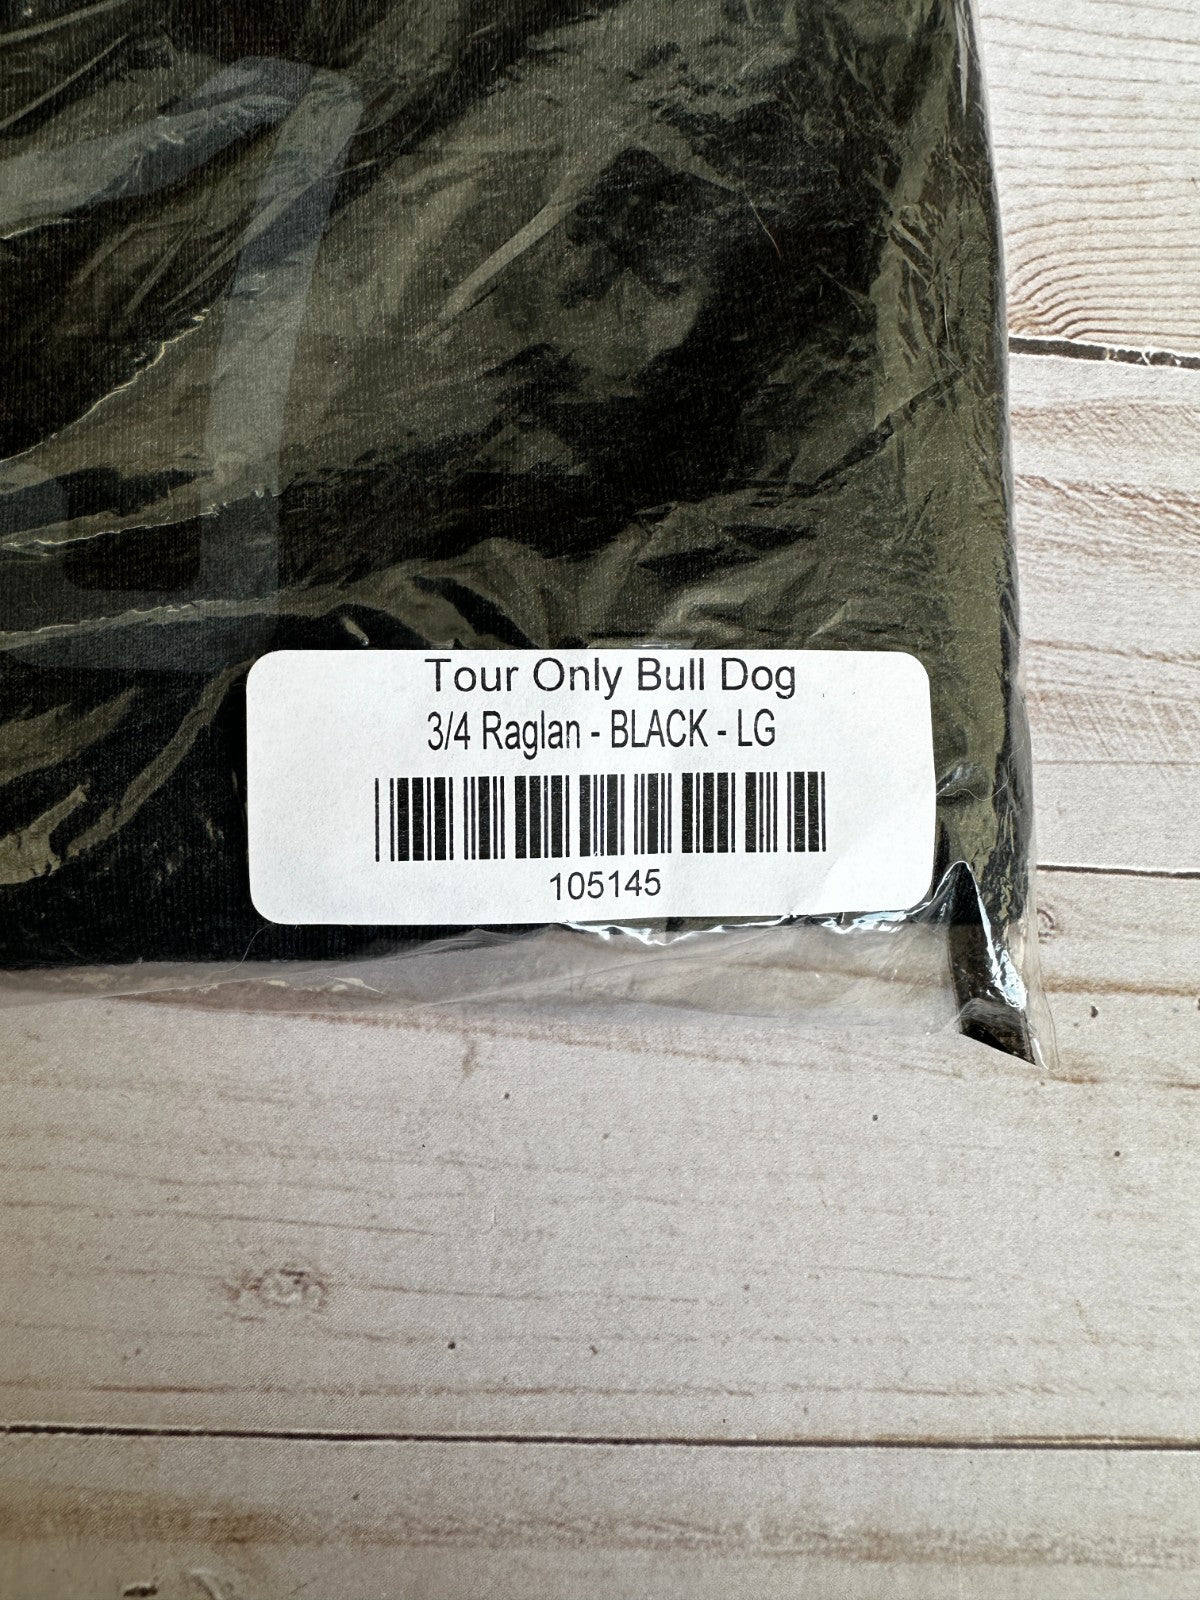 Tour Only Bull Dog
3/4 Raglan - BLACK - LG
105145